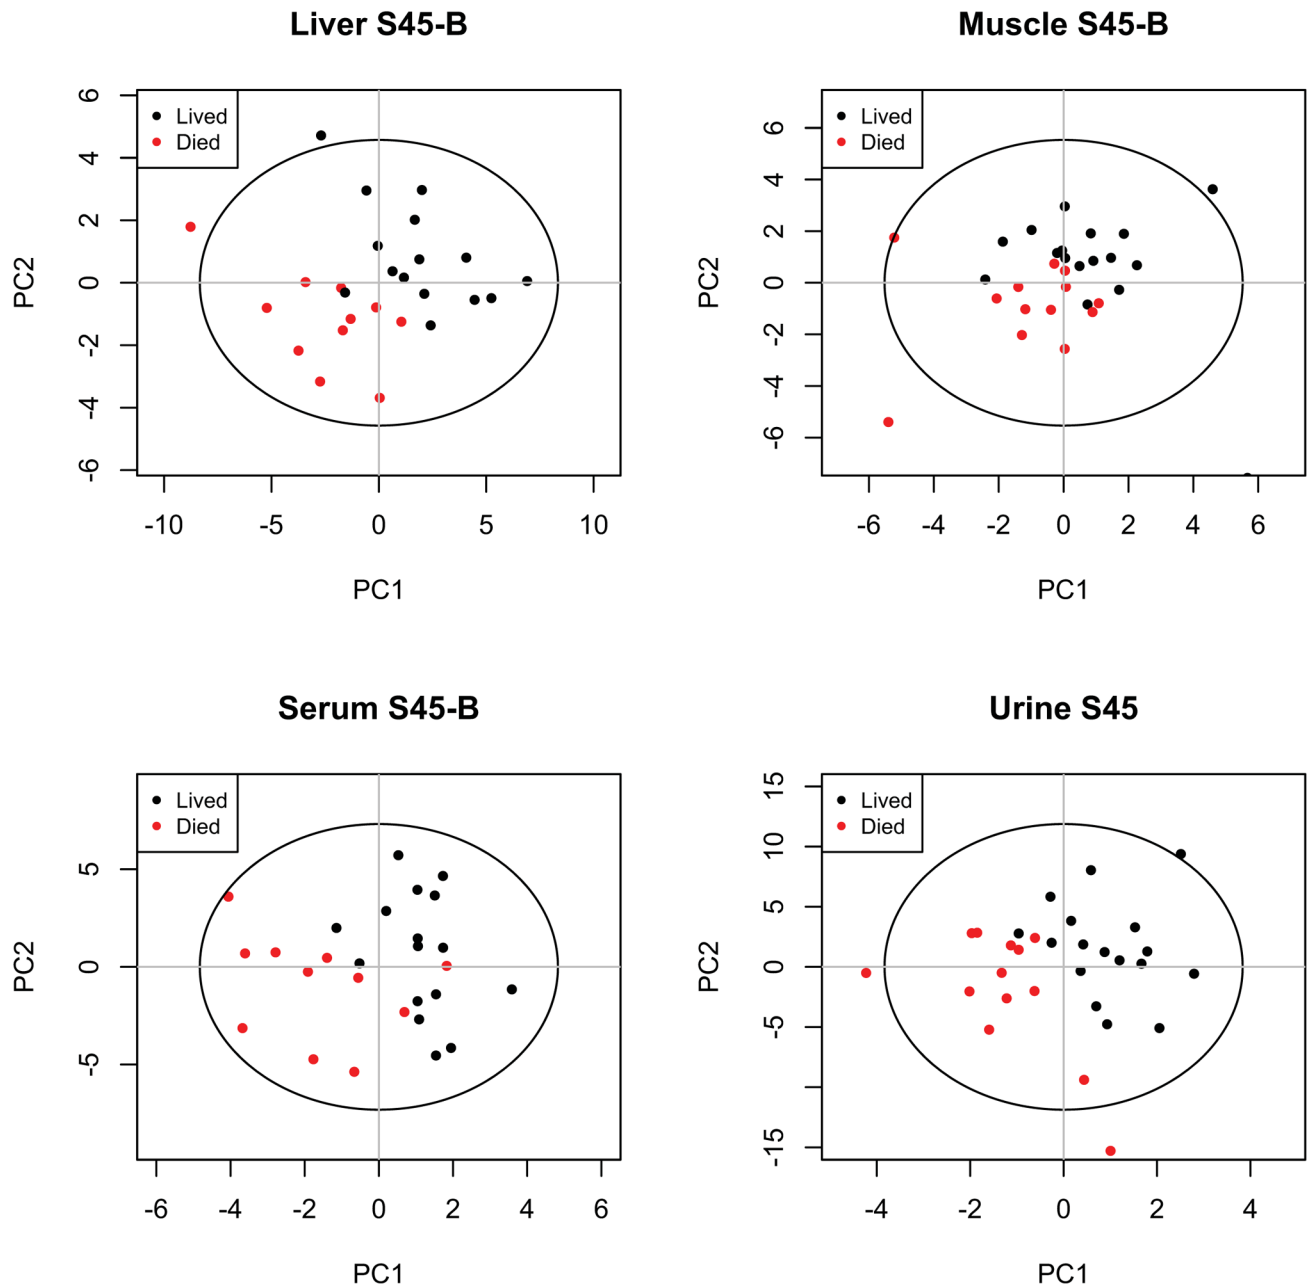 Liver S45-B
Lived
Died
6
4
2
0
-2
-4
-6
PC2
-10 -5 0 5 10
PC1
Muscle S45-B
Lived
Died
6
4
2
0
-2
-4
-6
PC2
-6 -4 -2 0 2 4 6
PC1
Serum S45-B
Lived
Died
5
0
-5
PC2
-6 -4 -2 0 2 4 6
PC1
Urine S45
Lived
Died
15
10
5
0
-5
-15
PC2
-4 -2 0 2 4
PC1